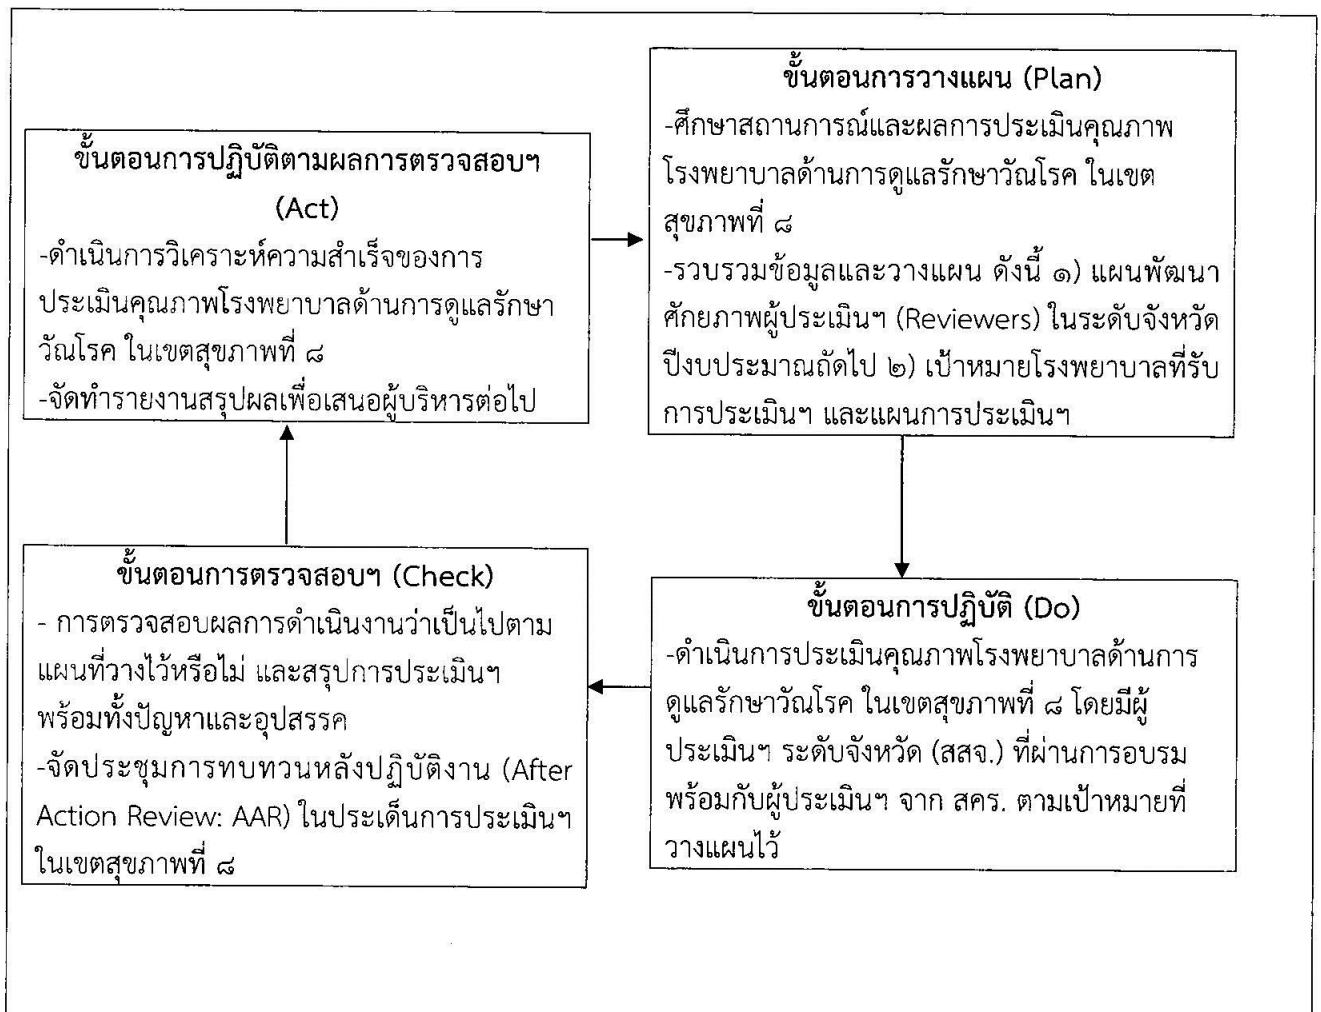 ขั้นตอนการวางแผน (Plan)
-ศึกษาสถานการณ์และผลการประเมินคุณภาพ
โรงพยาบาลด้านการดูแลรักษาวัณโรค ในเขต
สุขภาพที่ ๘
-รวบรวมข้อมูลและวางแผน ดังนี้ ๑) แผนพัฒนา
ศักยภาพผู้ประเมินฯ (Reviewers) ในระดับจังหวัด
ปีงบประมาณถัดไป ๒) เป้าหมายโรงพยาบาลที่รับ
การประเมินฯ และแผนการประเมินฯ
ขั้นตอนการปฏิบัติ (Do)
-ดำเนินการประเมินคุณภาพโรงพยาบาลด้านการ
ดูแลรักษาวัณโรค ในเขตสุขภาพที่ ๘ โดยมีผู้
ประเมินฯ ระดับจังหวัด (สสจ.) ที่ผ่านการอบรม
พร้อมกับผู้ประเมินฯ จาก สคร. ตามเป้าหมายที่
วางแผนไว้
ขั้นตอนการตรวจสอบฯ (Check)
- การตรวจสอบผลการดำเนินงานว่าเป็นไปตาม
แผนที่วางไว้หรือไม่ และสรุปการประเมินฯ
พร้อมทั้งปัญหาและอุปสรรค
-จัดประชุมการทบทวนหลังปฏิบัติงาน (After
Action Review: AAR) ในประเด็นการประเมินฯ
ในเขตสุขภาพที่ ๘
ขั้นตอนการปฏิบัติตามผลการตรวจสอบฯ
(Act)
-ดำเนินการวิเคราะห์ความสำเร็จของการ
ประเมินคุณภาพโรงพยาบาลด้านการดูแลรักษา
วัณโรค ในเขตสุขภาพที่ ๘
-จัดทำรายงานสรุปผลเพื่อเสนอผู้บริหารต่อไป